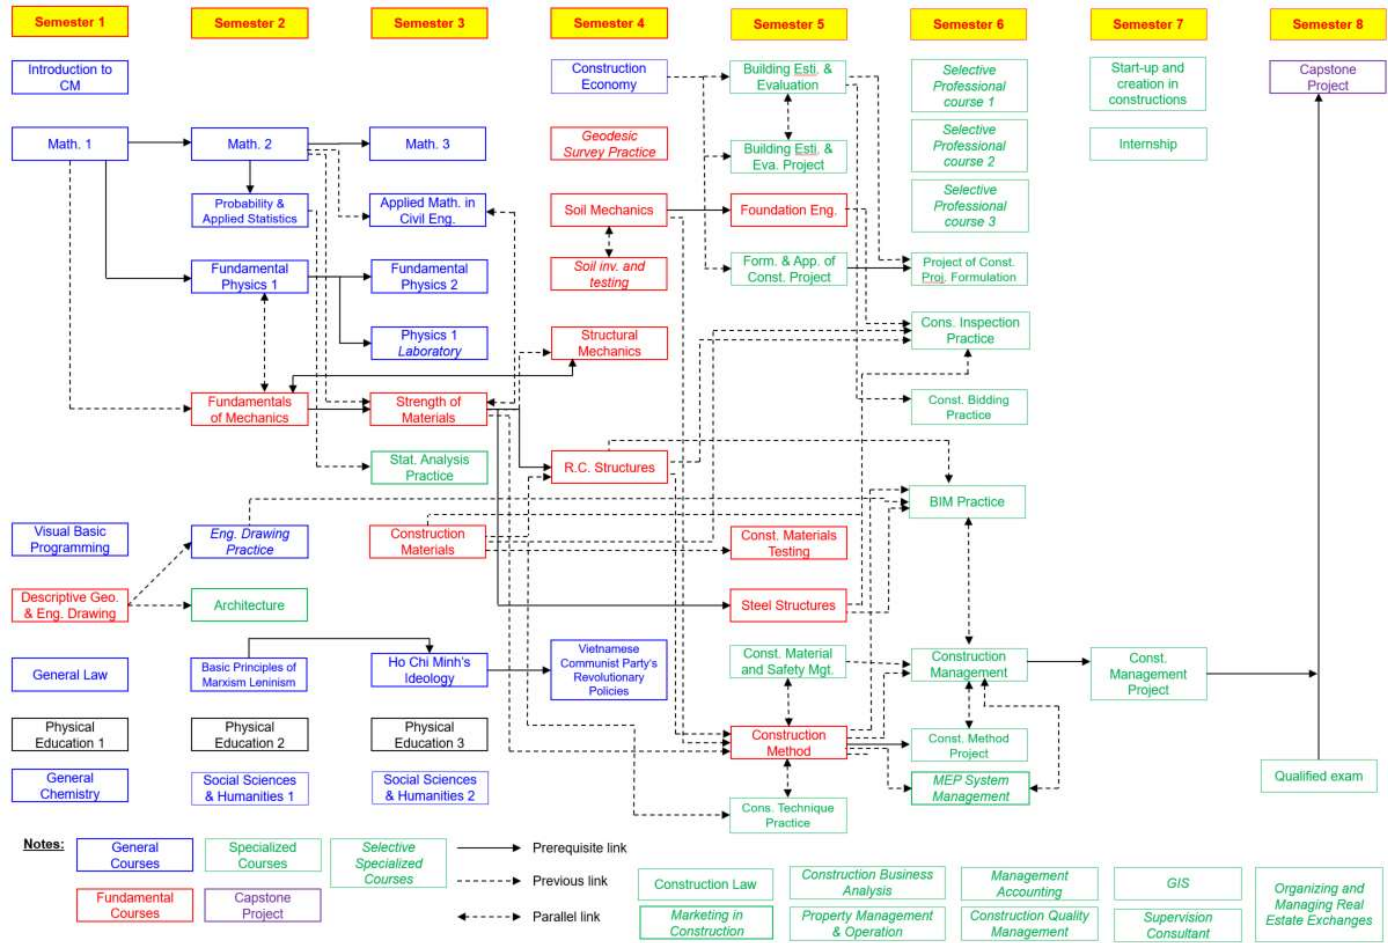 Semester 1
Semester 2
Semester 3
Semester 4
Semester 5
Semester 6
Semester 7
Semester 8
Introduction to
CM
Construction
Economy
Building Esti. &
Evaluation
Selective
Professional
course 1
Start-up and
creation in
constructions
Capstone
Project
Math. 1
Math. 2
Math. 3
Geodesic
Survey Practice
Building Esti. &
Eva. Project
Selective
Professional
course 2
Internship
Probability &
Applied Statistics
Applied Math. in
Civil Eng.
Soil Mechanics
Foundation Eng.
Selective
Professional
course 3
Fundamental
Physics 1
Fundamental
Physics 2
Soil inv. and
testing
Form. & App. of
Const. Project
Project of Const.
Proj. Formulation
Physics 1
Laboratory
Structural
Mechanics
Cons. Inspection
Practice
Fundamentals
of Mechanics
Strength of
Materials
Const. Bidding
Practice
Stat. Analysis
Practice
R.C. Structures
BIM Practice
Visual Basic
Programming
Eng. Drawing
Practice
Construction
Materials
Const. Materials
Testing
Descriptive Geo.
& Eng. Drawing
Architecture
Steel Structures
General Law
Basic Principles of
Marxism Leninism
Ho Chi Minh's
Ideology
Vietnamese
Communist Party's
Revolutionary
Policies
Const. Material
and Safety Mgt.
Construction
Management
Const.
Management
Project
Physical
Education 1
Physical
Education 2
Physical
Education 3
Construction
Method
Const. Method
Project
General
Chemistry
Social Sciences
& Humanities 1
Social Sciences
& Humanities 2
Cons. Technique
Practice
MEP System
Management
Qualified exam
Notes:
General
Courses
Specialized
Courses
Selective
Specialized
Courses
Prerequisite link
Previous link
Parallel link
Fundamental
Courses
Capstone
Project
Construction Law
Construction Business
Analysis
Management
Accounting
GIS
Organizing and
Managing Real
Estate Exchanges
Marketing in
Construction
Property Management
& Operation
Construction Quality
Management
Supervision
Consultant